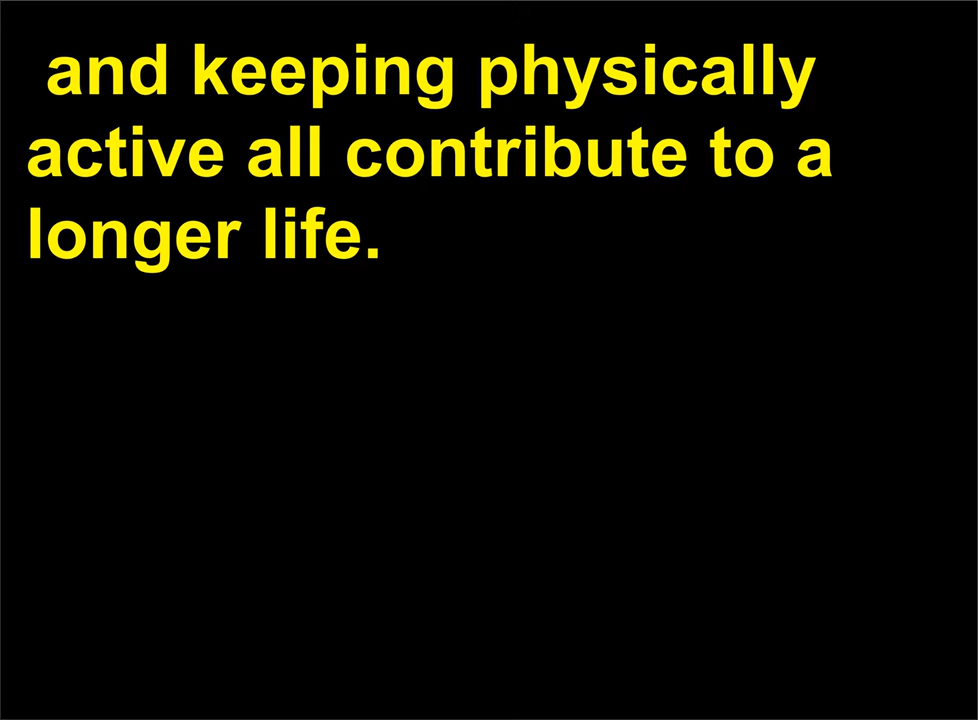 and keeping physically
active all contribute to a
longer life.